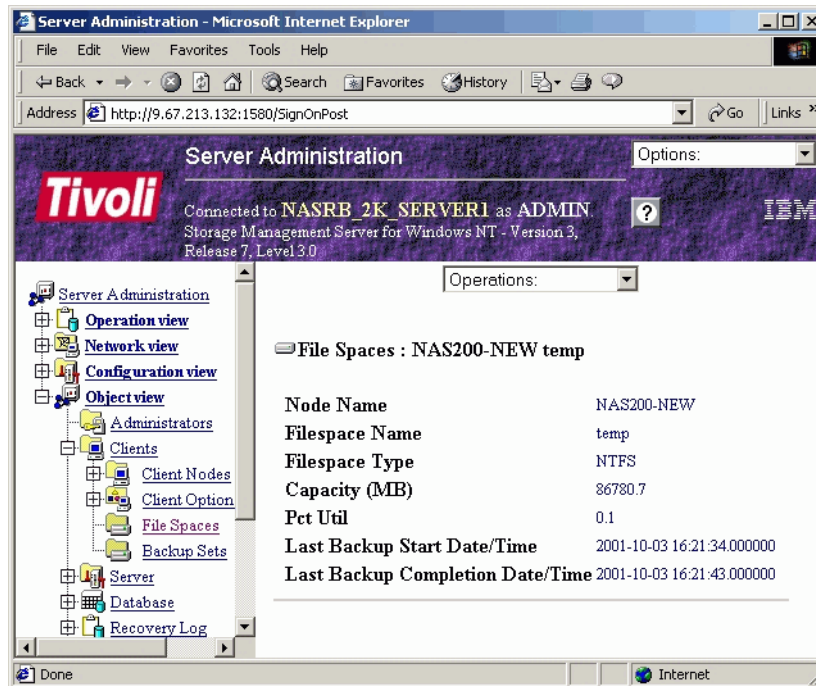 Server Administration - Microsoft Internet Explorer
File Edit View Favorites Tools Help
Back Search Favorites History
Address http://9.67.213.132:1580/SignOnPost Go Links »
Server Administration
Options:
Tivoli
Connected to NASRB_2K_SERVER1 as ADMIN.
Storage Management Server for Windows NT - Version 3,
Release 7, Level 3.0
?
IBM
Operations:
Server Administration
Operation view
Network view
Configuration view
Object view
Administrators
Clients
Client Nodes
Client Option
File Spaces
Backup Sets
Server
Database
Recovery Log
File Spaces : NAS200-NEW temp
Node Name NAS200-NEW
Filespace Name temp
Filespace Type NTFS
Capacity (MB) 86780.7
Pct Util 0.1
Last Backup Start Date/Time 2001-10-03 16:21:34.000000
Last Backup Completion Date/Time 2001-10-03 16:21:43.000000
Done Internet